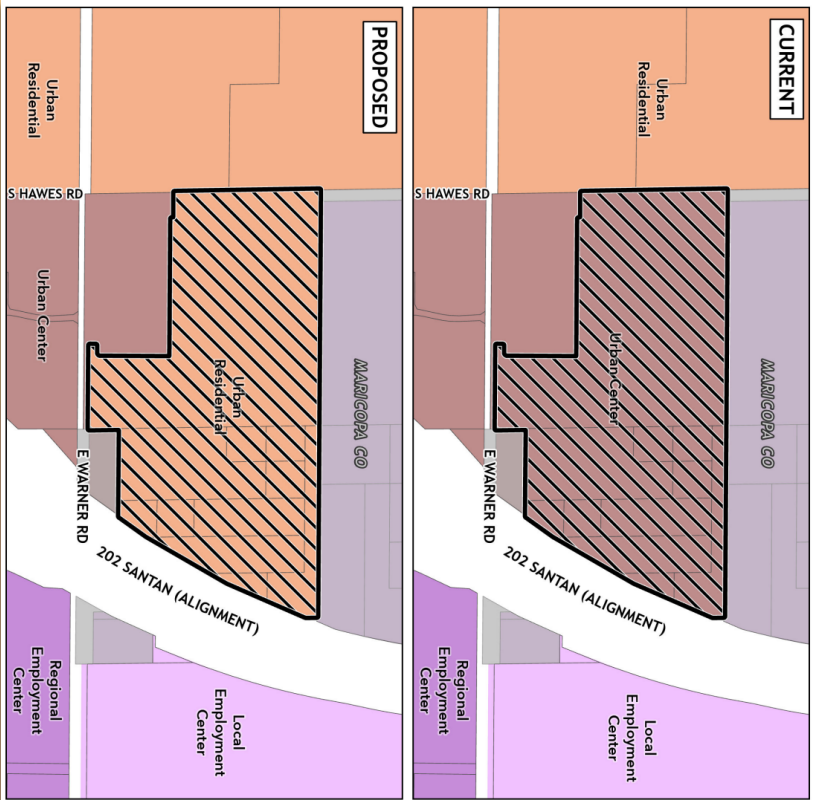 CURRENT
Urban
Residential
S HAWES RD
Urban Center
MARICOPA CO
E WARNER RD
202 SANTAN (ALIGNMENT)
Regional
Employment
Center
Local
Employment
Center
PROPOSED
Urban
Residential
S HAWES RD
Urban Center
Urban
Residential
MARICOPA CO
E WARNER RD
202 SANTAN (ALIGNMENT)
Regional
Employment
Center
Local
Employment
Center